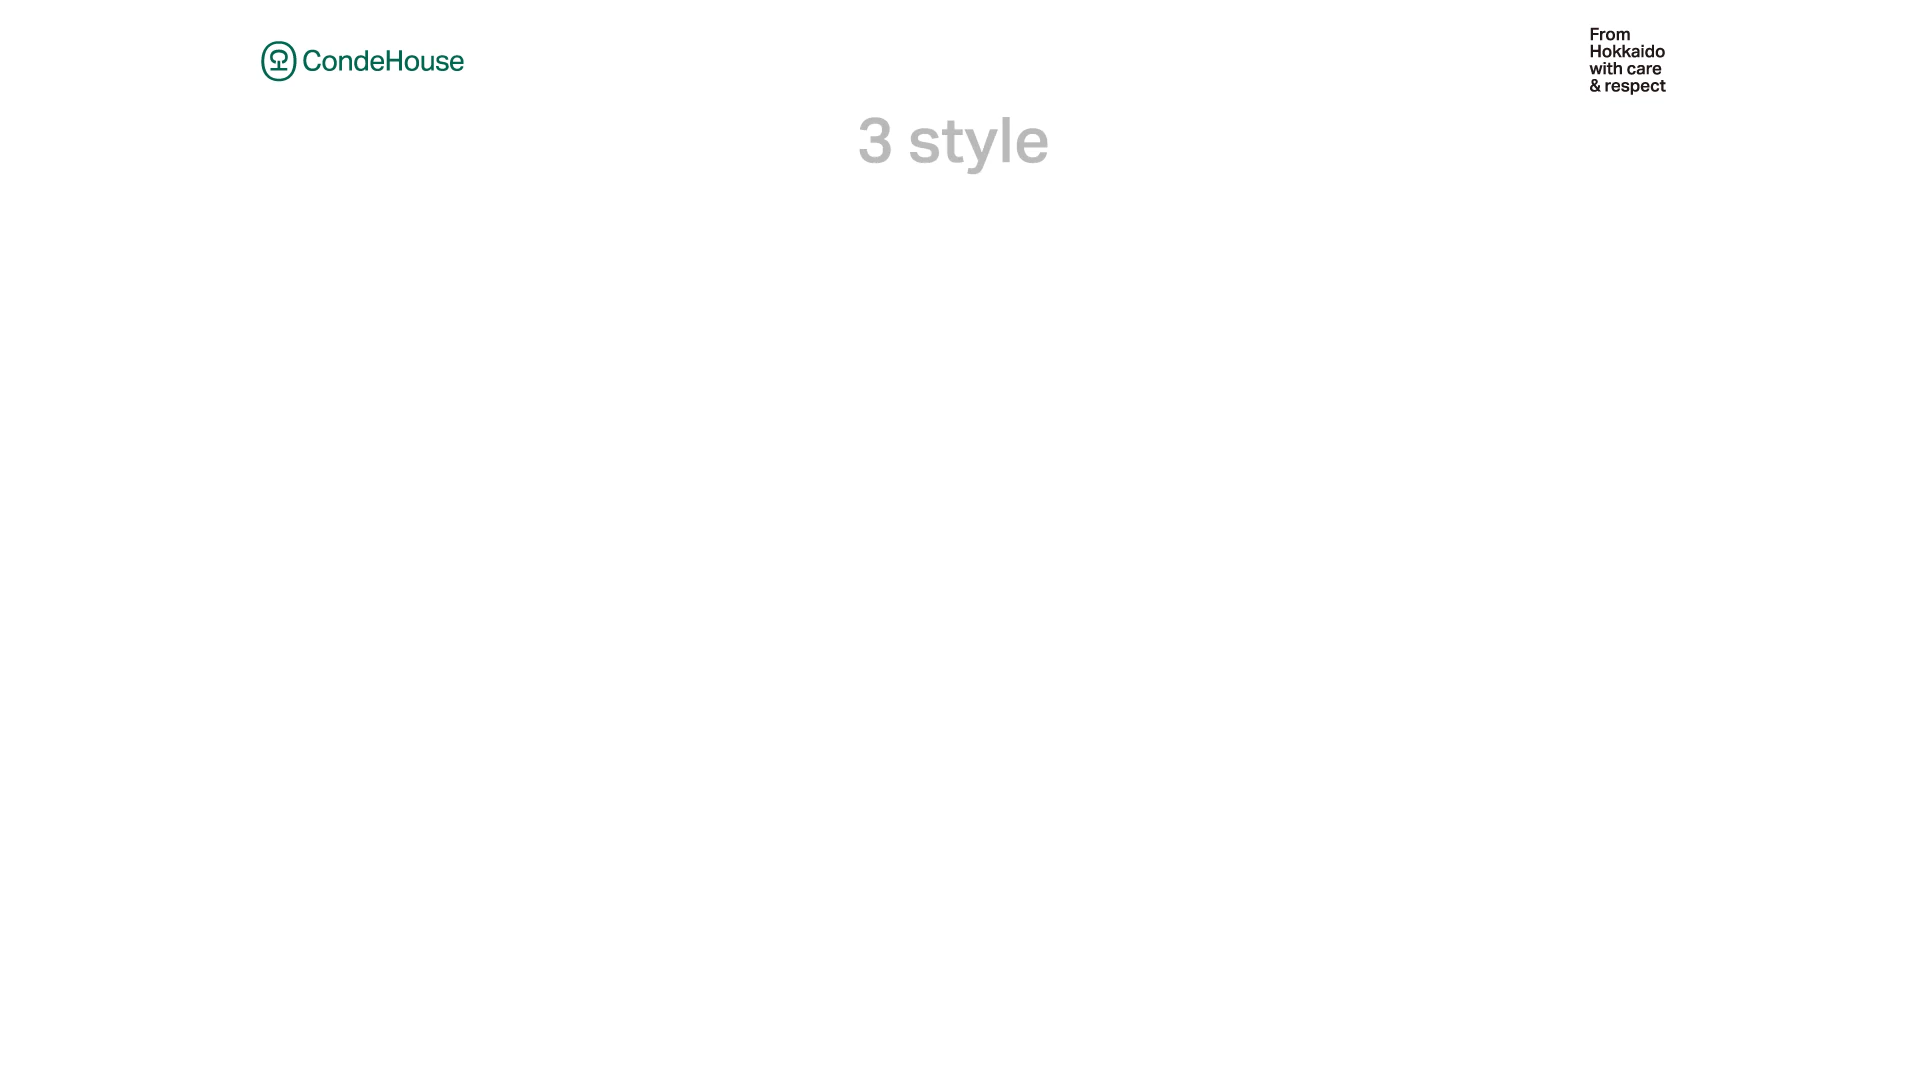 CondeHouse
From
Hokkaido
with care
& respect
3 style